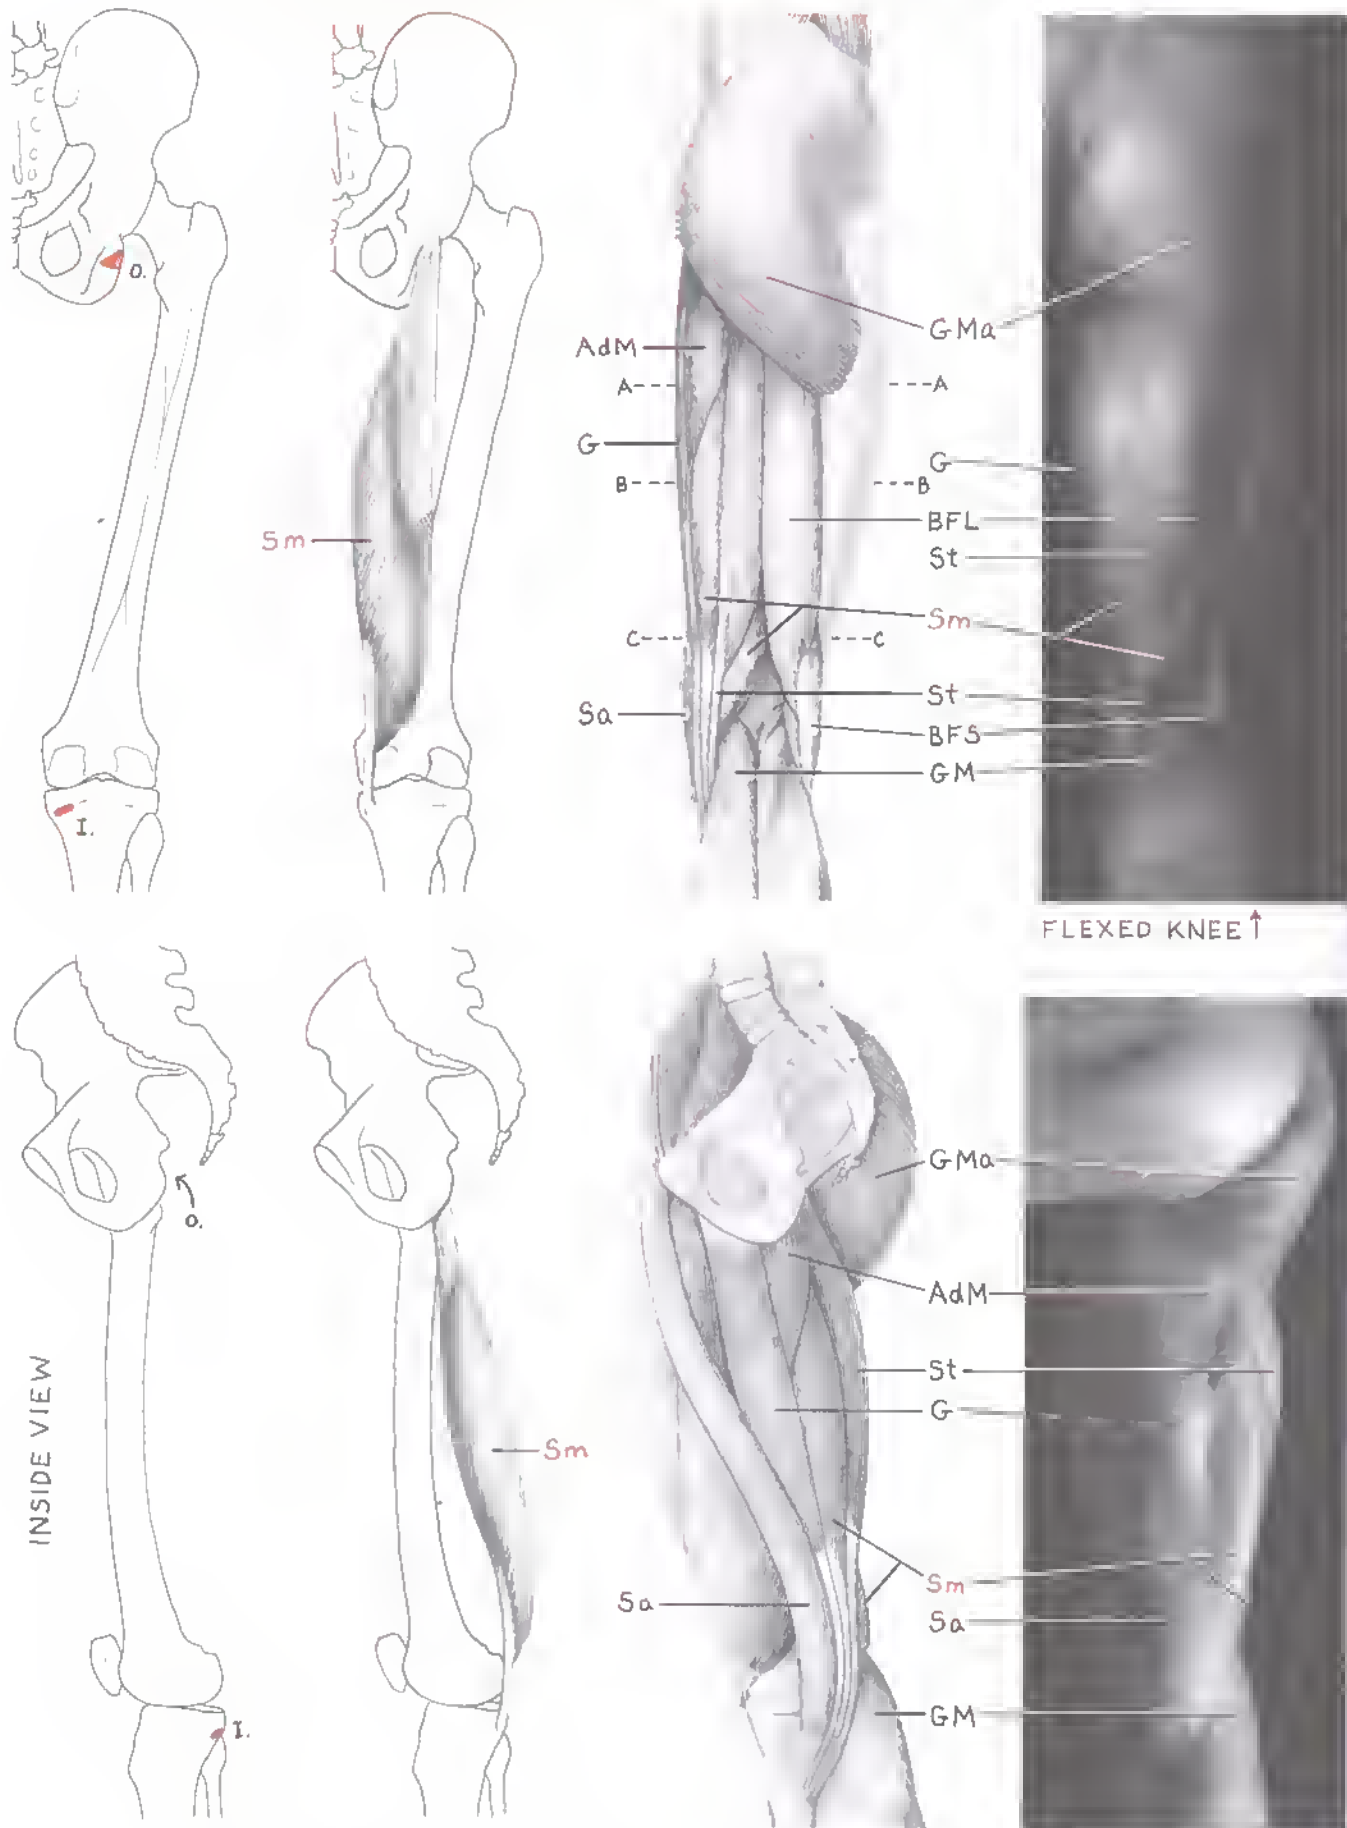 O.
I.
Sm
AdM
A
A
G
B
B
C
C
Sa
GMa
G
BFL
St
Sm
St
BFS
GM
FLEXED KNEE ↑
INSIDE VIEW
O.
I.
Sm
GMa
AdM
St
G
Sm
Sa
Sa
GM